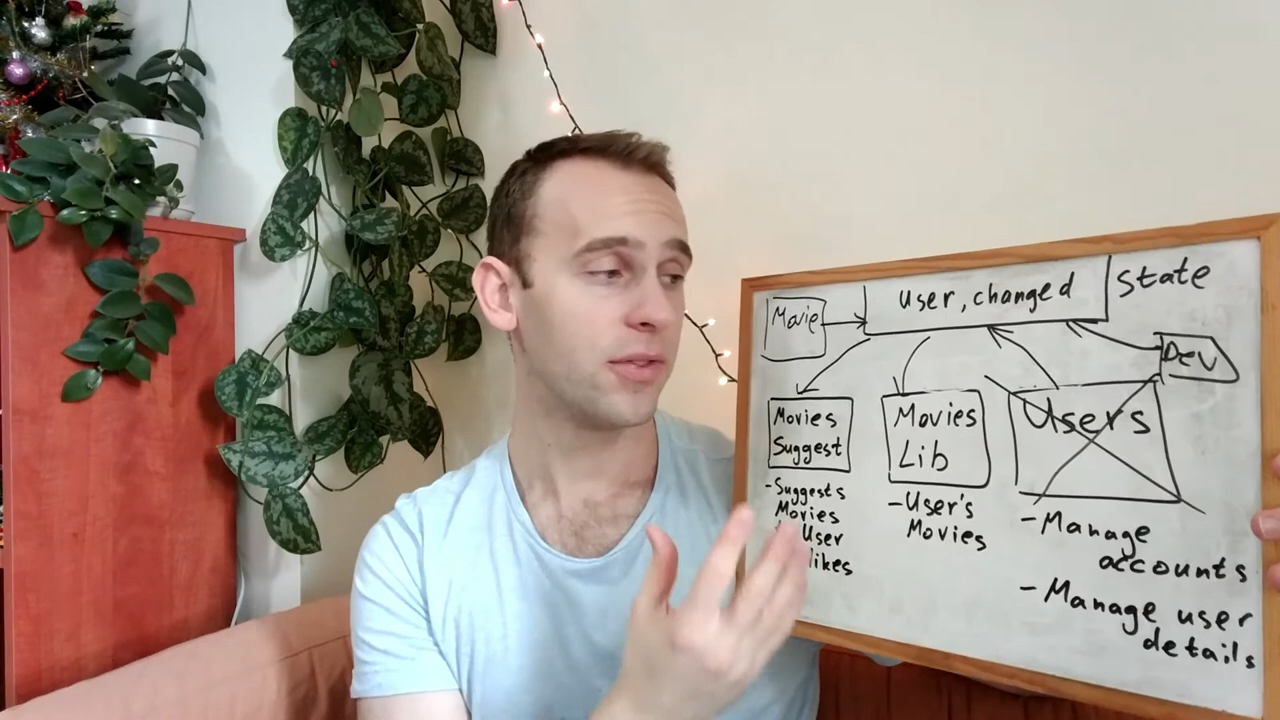 Movie
user, changed
State
Dev
Movies
Suggest
Movies
Lib
Users
-Suggests
Movies
User
likes
-User's
Movies
-Manage
accounts
-Manage user
details